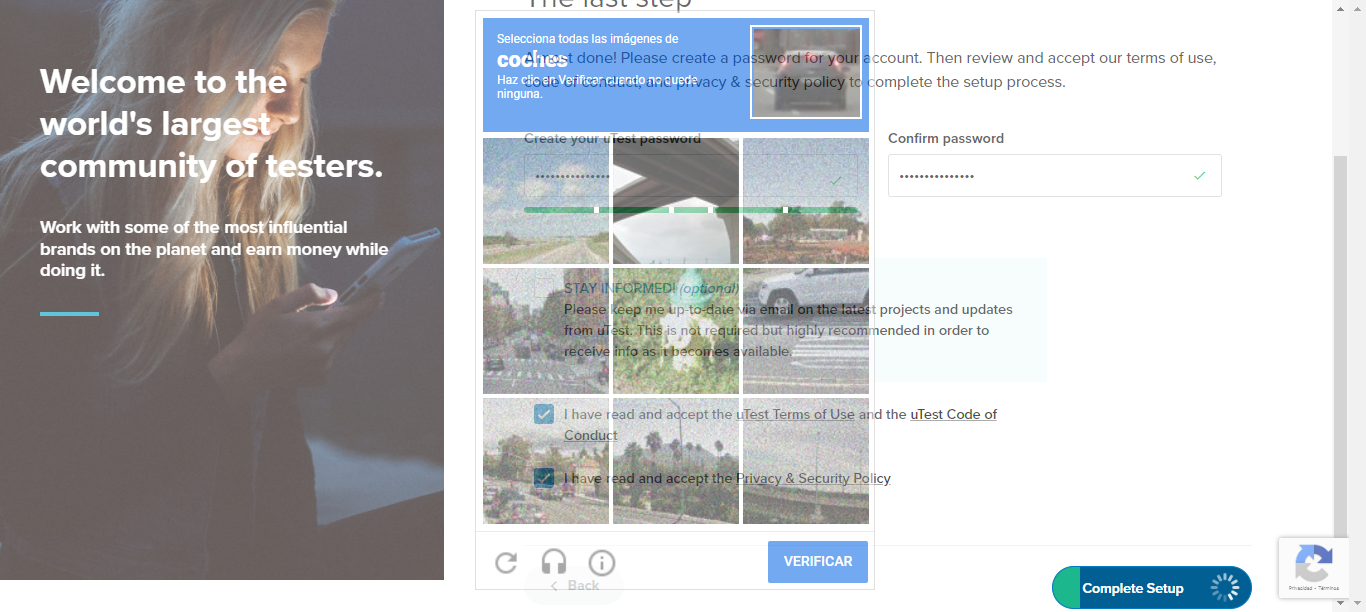 Welcome to the
world's largest
community of testers.
Work with some of the most influential
brands on the planet and earn money while
doing it.
The last step
Almost done! Please create a password for your account. Then review and accept our terms of use,
code of conduct, and privacy & security policy to complete the setup process.
Selecciona todas las imágenes de
coches
Haz clic en Verificar cuando no quede
ninguna.
Create your uTest password
Confirm password
STAY INFORMED! (optional)
Please keep me up-to-date via email on the latest projects and updates
from uTest. This is not required but highly recommended in order to
receive info as it becomes available.
I have read and accept the uTest Terms of Use and the uTest Code of
Conduct
I have read and accept the Privacy & Security Policy
VERIFICAR
Back
Complete Setup
Privacidad - Términos